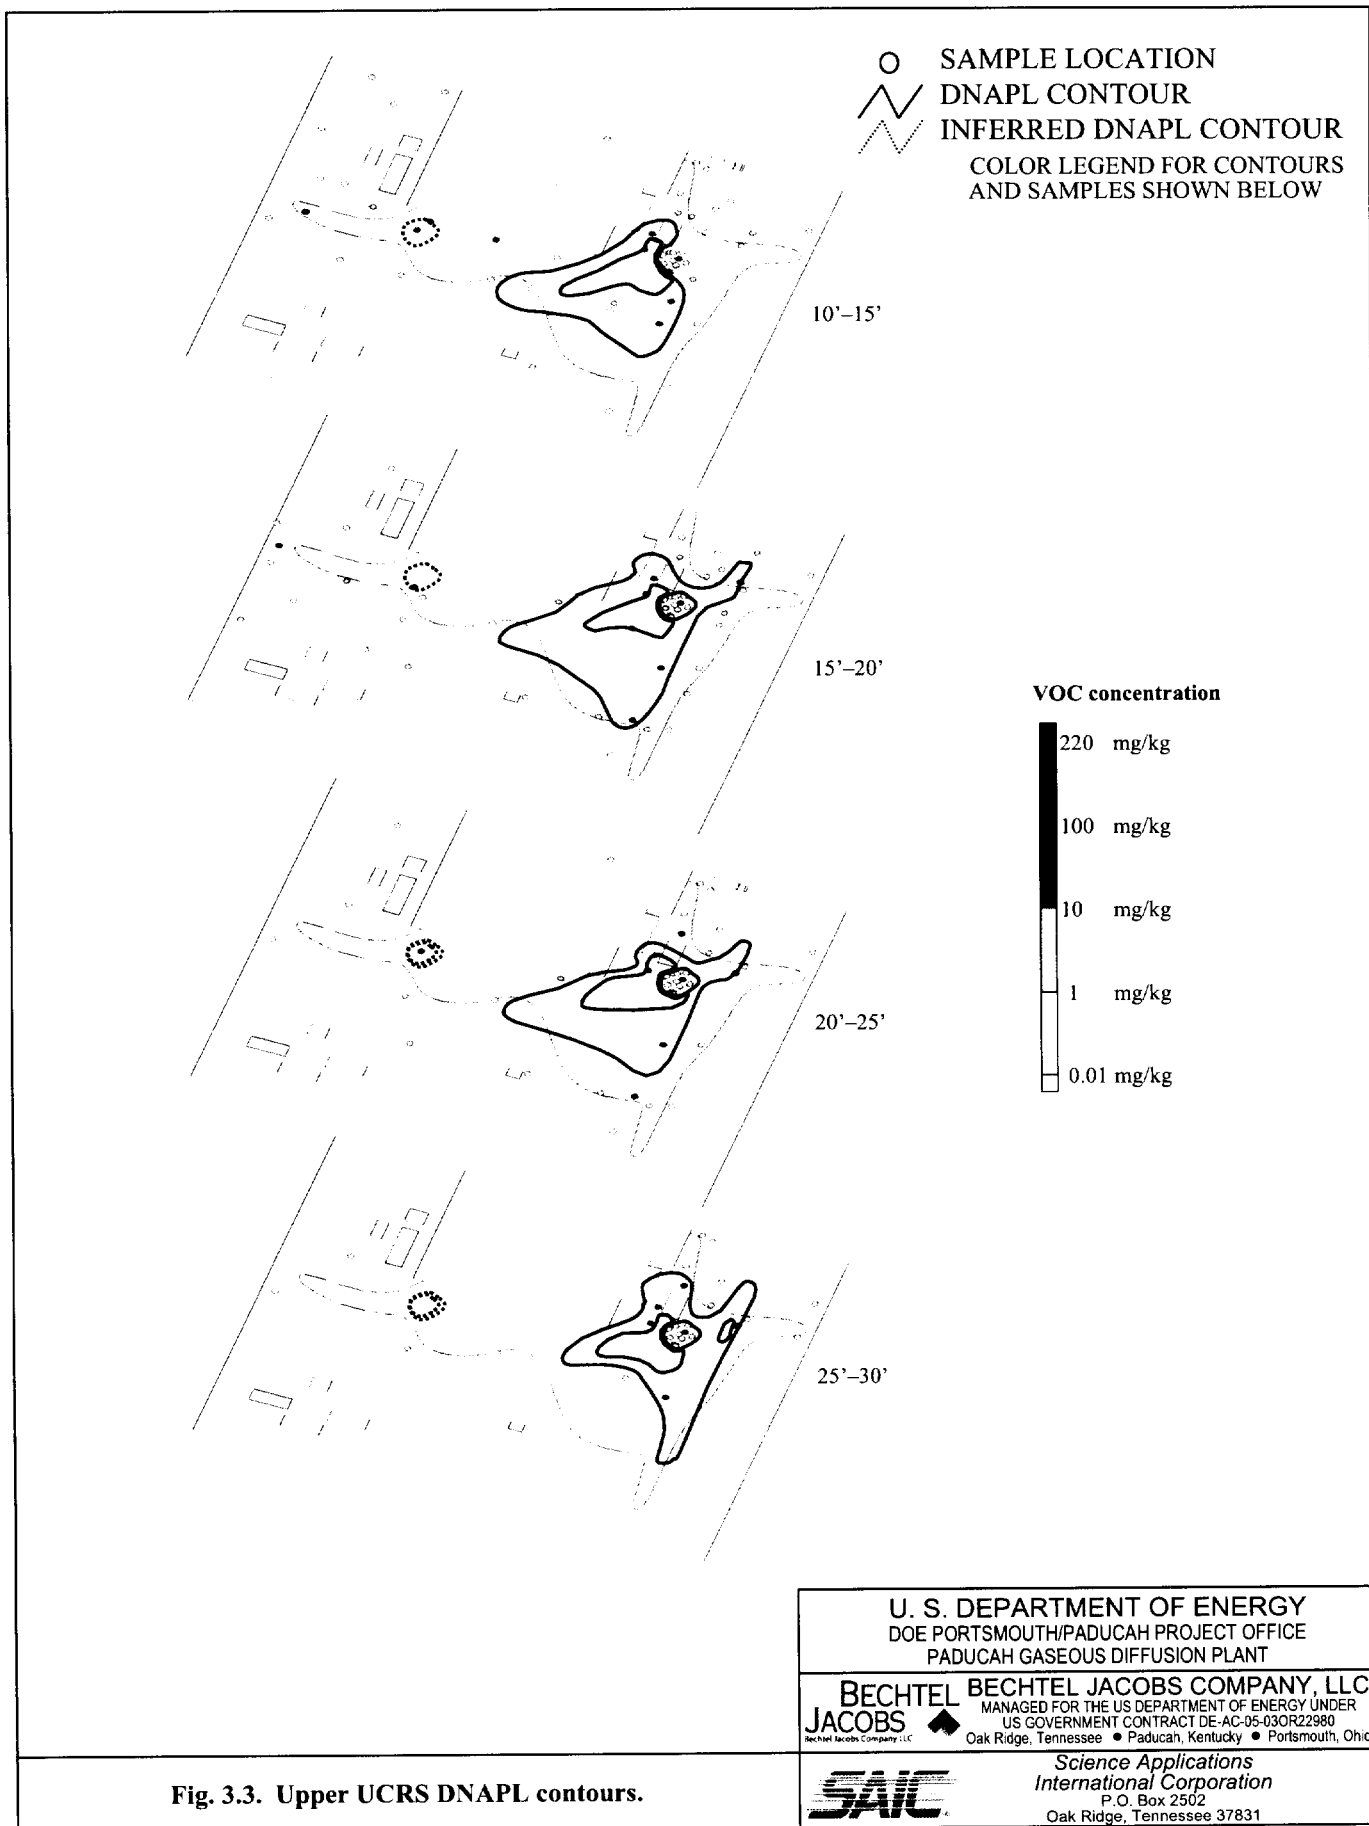 SAMPLE LOCATION
DNAPL CONTOUR
INFERRED DNAPL CONTOUR
COLOR LEGEND FOR CONTOURS
AND SAMPLES SHOWN BELOW
10'–15'
15'–20'
VOC concentration
220 mg/kg
100 mg/kg
10 mg/kg
1 mg/kg
0.01 mg/kg
20'–25'
25'–30'
U. S. DEPARTMENT OF ENERGY
DOE PORTSMOUTH/PADUCAH PROJECT OFFICE
PADUCAH GASEOUS DIFFUSION PLANT
BECHTEL
JACOBS
Bechtel Jacobs Company LLC
BECHTEL JACOBS COMPANY, LLC
MANAGED FOR THE US DEPARTMENT OF ENERGY UNDER
US GOVERNMENT CONTRACT DE-AC-05-03OR22980
Oak Ridge, Tennessee ● Paducah, Kentucky ● Portsmouth, Ohio
Fig. 3.3. Upper UCRS DNAPL contours.
SAIC
Science Applications
International Corporation
P.O. Box 2502
Oak Ridge, Tennessee 37831